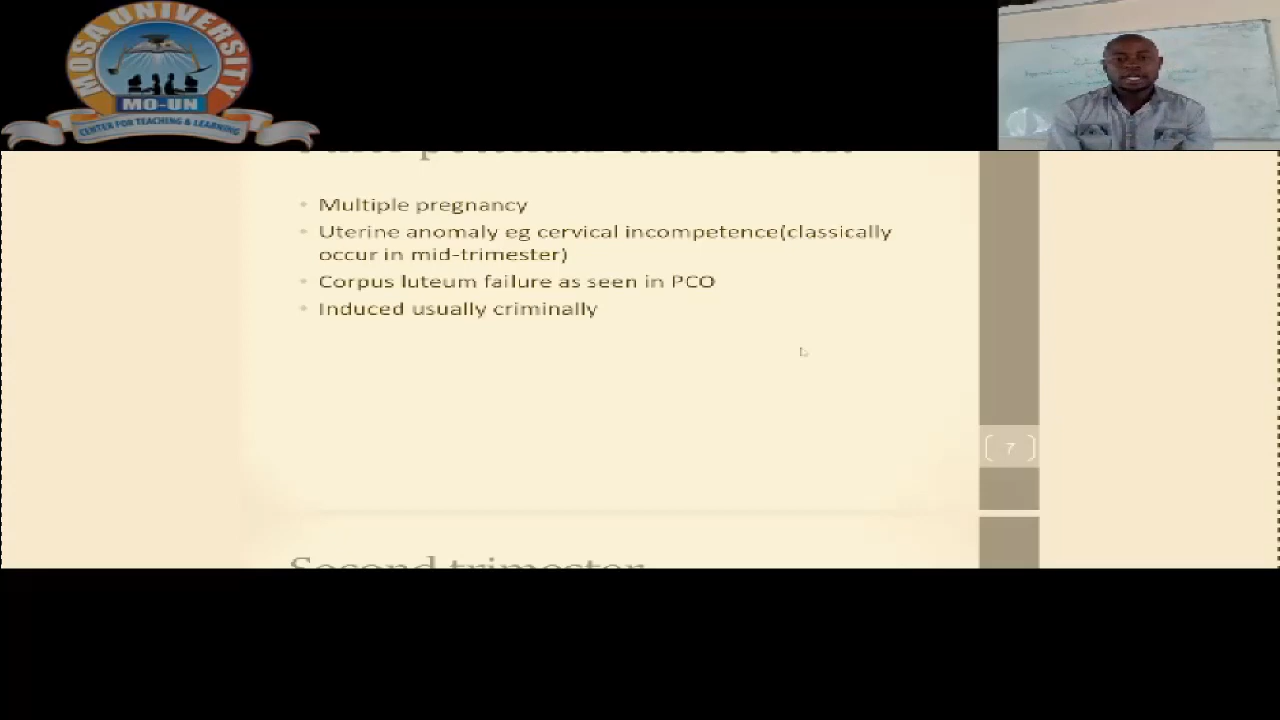 MOSA UNIVERSITY
MO-UN
CENTER FOR TEACHING & LEARNING
Multiple pregnancy
Uterine anomaly eg cervical incompetence(classically
occur in mid-trimester)
Corpus luteum failure as seen in PCO
Induced usually criminally
7
Second trimester